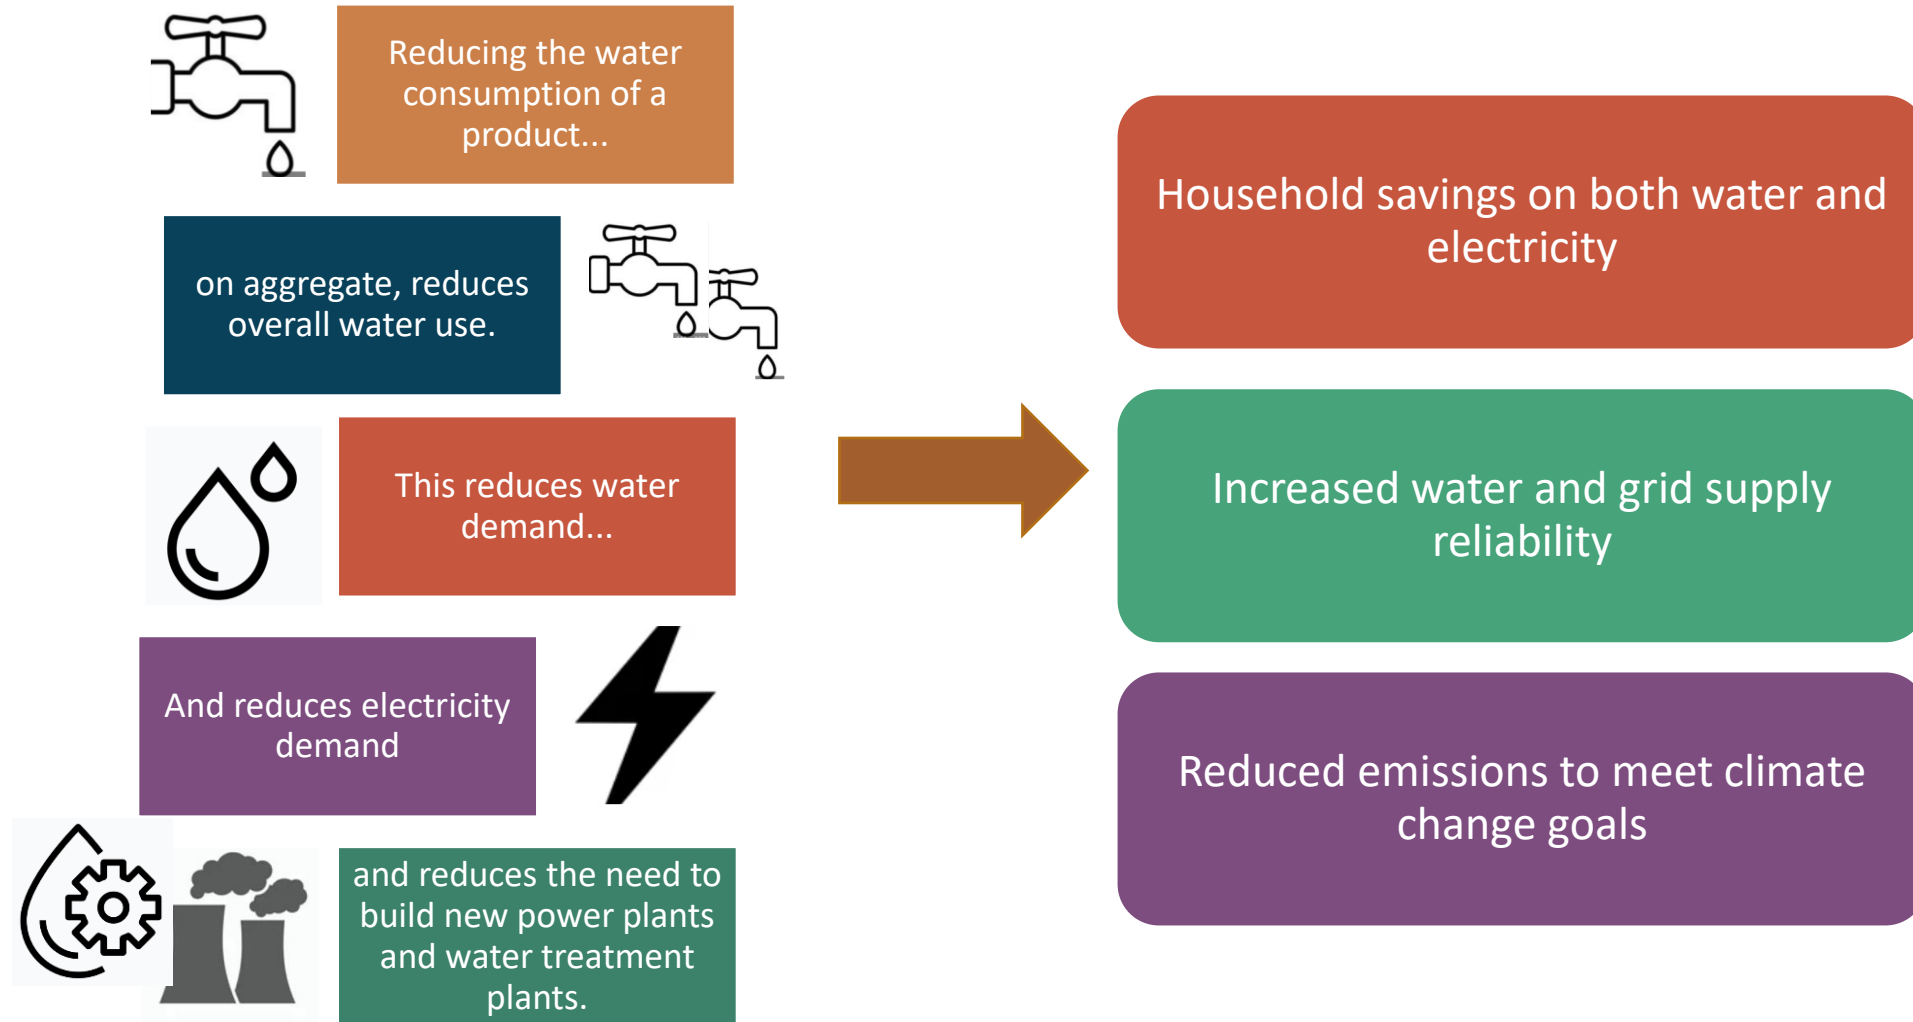 Reducing the water
consumption of a
product...
on aggregate, reduces
overall water use.
This reduces water
demand...
And reduces electricity
demand
and reduces the need to
build new power plants
and water treatment
plants.
Household savings on both water and
electricity
Increased water and grid supply
reliability
Reduced emissions to meet climate
change goals